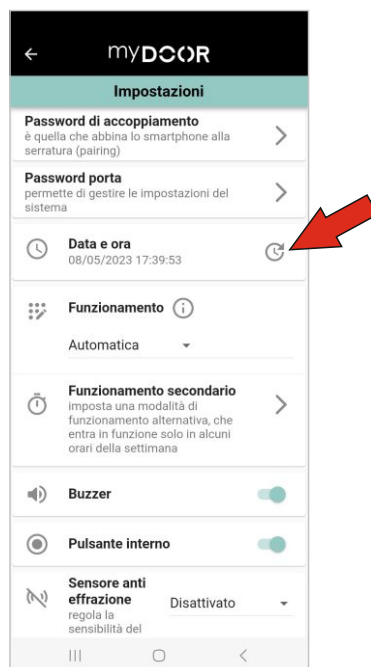 myDOOR
Impostazioni
Password di accoppiamento
è quella che abbina lo smartphone alla
serratura (pairing)
Password porta
permette di gestire le impostazioni del
sistema
Data e ora
08/05/2023 17:39:53
Funzionamento
Automatica
Funzionamento secondario
imposta una modalità di
funzionamento alternativa, che
entra in funzione solo in alcuni
orari della settimana
Buzzer
Pulsante interno
Sensore anti
effrazione
Disattivato
regola la
sensibilità del